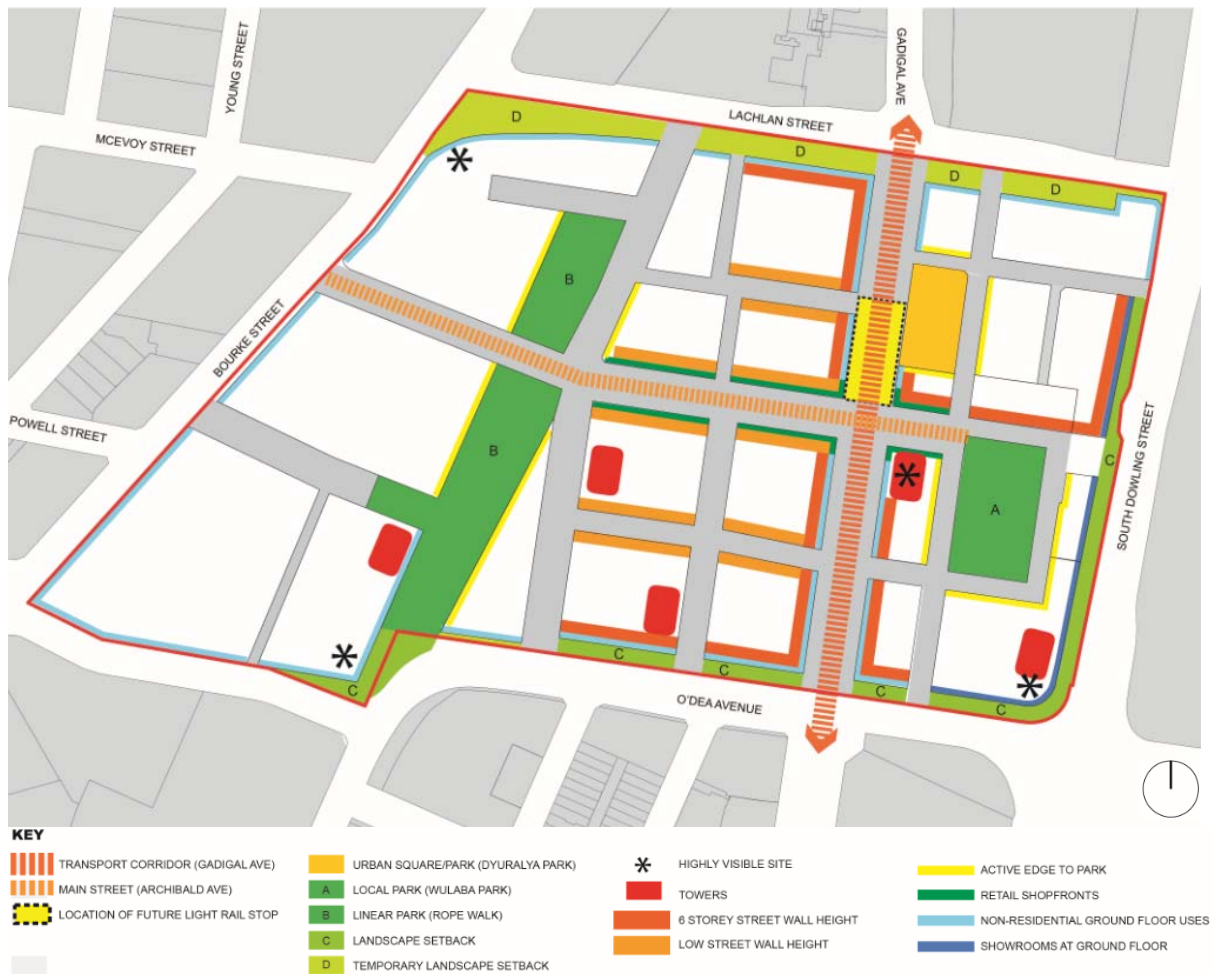 YOUNG STREET
GADIGAL AVE
MCEVOY STREET
LACHLAN STREET
D
D
D
D
B
BOURKE STREET
POWELL STREET
B
C
A
SOUTH DOWLING STREET
C
C
C
C
C
O'DEA AVENUE
KEY
TRANSPORT CORRIDOR (GADIGAL AVE)
MAIN STREET (ARCHIBALD AVE)
LOCATION OF FUTURE LIGHT RAIL STOP
URBAN SQUARE/PARK (DYURALYA PARK)
A LOCAL PARK (WULABA PARK)
B LINEAR PARK (ROPE WALK)
C LANDSCAPE SETBACK
D TEMPORARY LANDSCAPE SETBACK
HIGHLY VISIBLE SITE
TOWERS
6 STOREY STREET WALL HEIGHT
LOW STREET WALL HEIGHT
ACTIVE EDGE TO PARK
RETAIL SHOPFRONTS
NON-RESIDENTIAL GROUND FLOOR USES
SHOWROOMS AT GROUND FLOOR